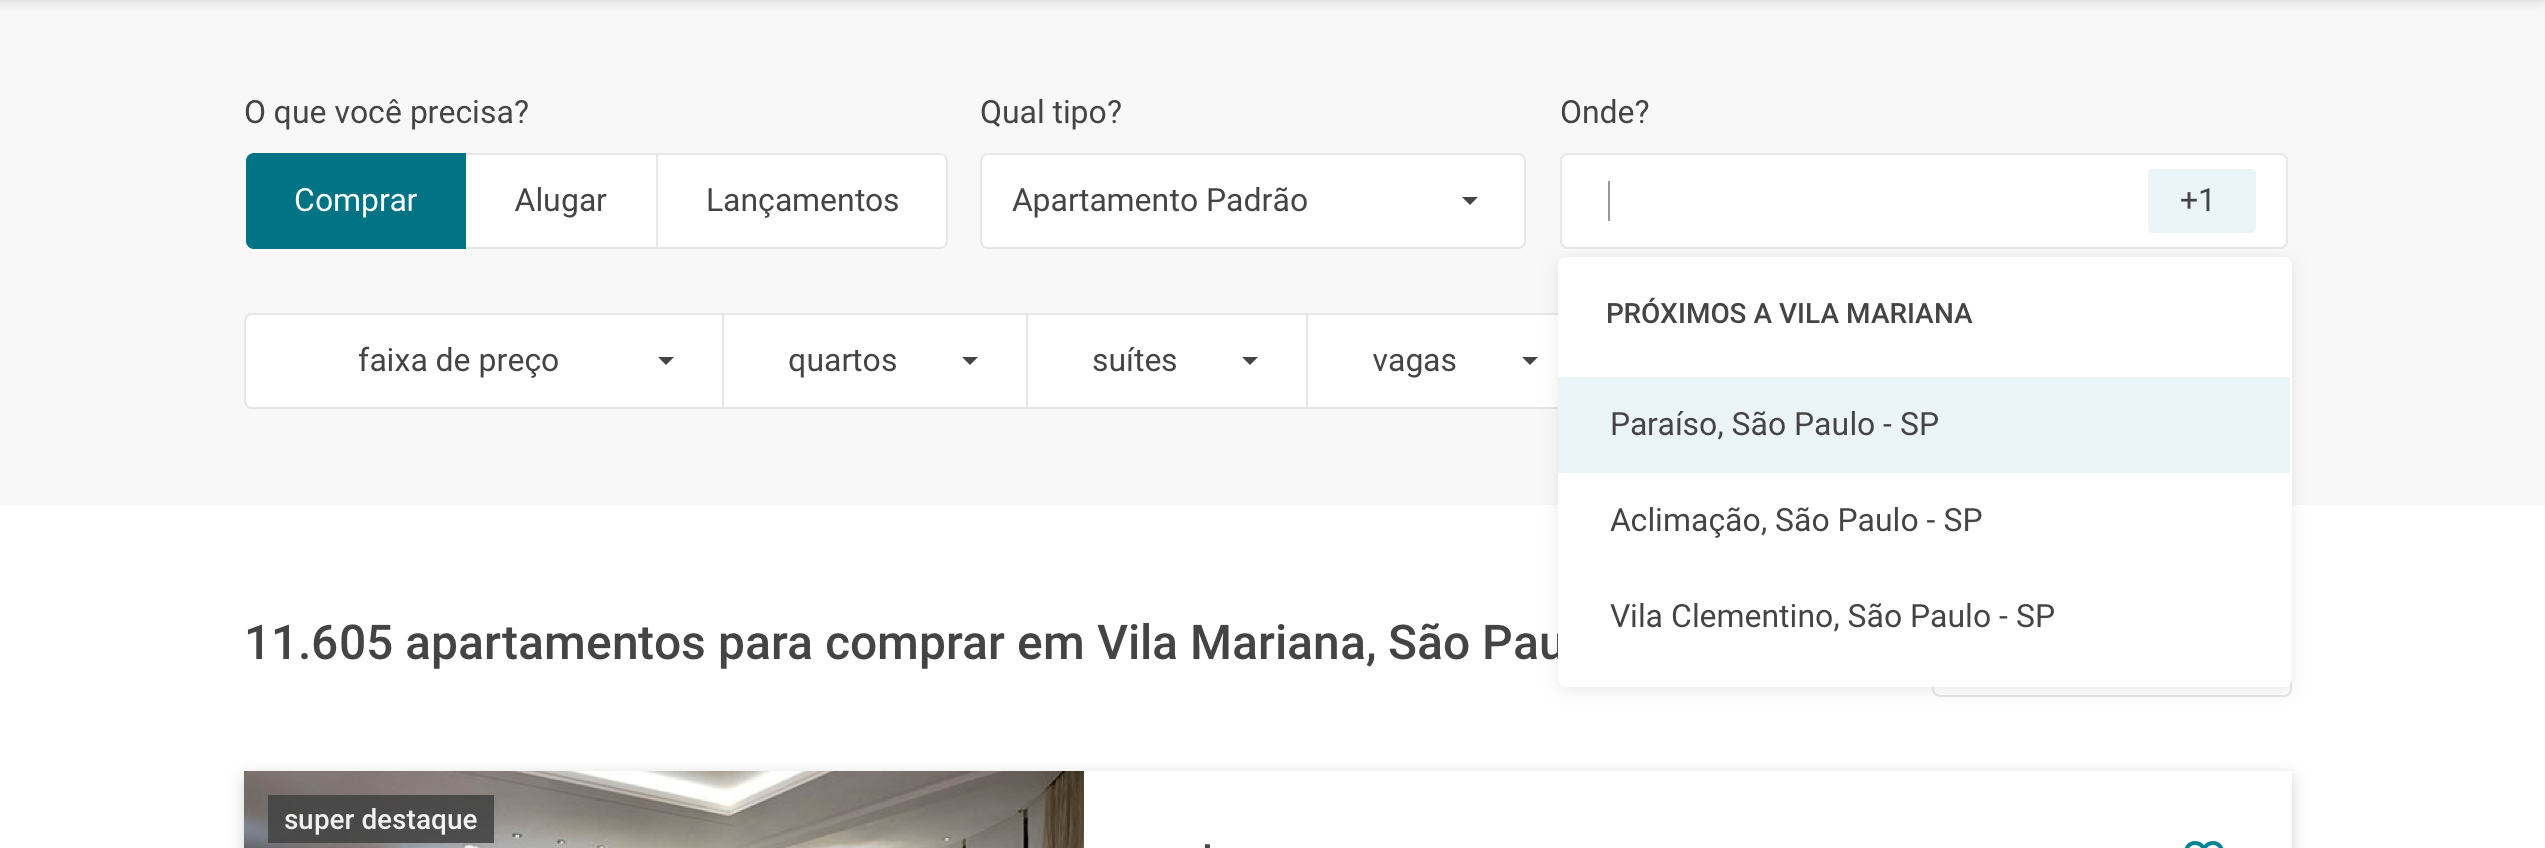 O que você precisa?
Qual tipo?
Onde?
Comprar
Alugar
Lançamentos
Apartamento Padrão
+1
PRÓXIMOS A VILA MARIANA
faixa de preço
quartos
suítes
vagas
Paraíso, São Paulo - SP
Aclimação, São Paulo - SP
Vila Clementino, São Paulo - SP
11.605 apartamentos para comprar em Vila Mariana, São Pau
super destaque